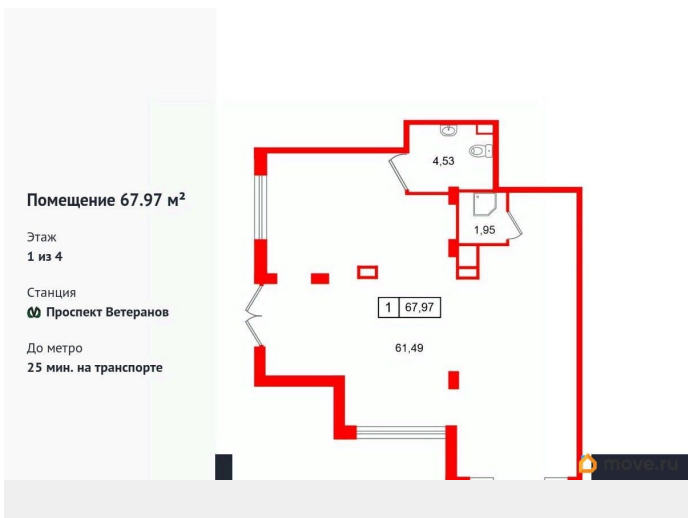 Помещение 67.97 м²
Этаж
1 из 4
Станция
Проспект Ветеранов
До метро
25 мин. на транспорте
4,53
1,95
1 67,97
61,49
move.ru